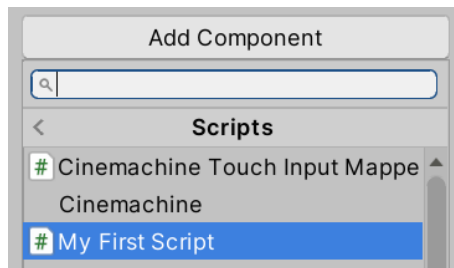 Add Component
Scripts
# Cinemachine Touch Input Mappe
Cinemachine
# My First Script